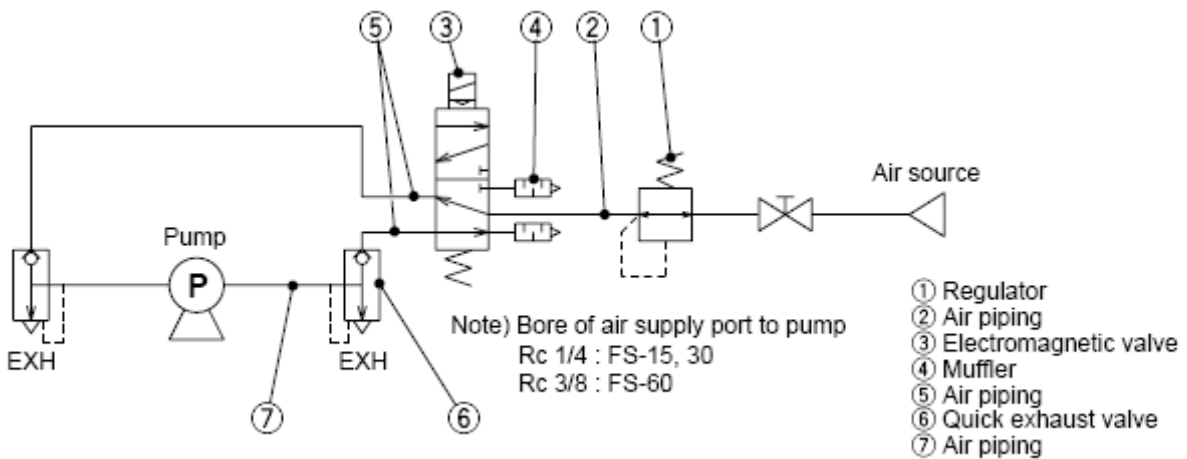 ⑤ ③ ④ ② ①
Air source
Pump
P
EXH
EXH
⑦ ⑥
Note) Bore of air supply port to pump
Rc 1/4 : FS-15, 30
Rc 3/8 : FS-60
① Regulator
② Air piping
③ Electromagnetic valve
④ Muffler
⑤ Air piping
⑥ Quick exhaust valve
⑦ Air piping